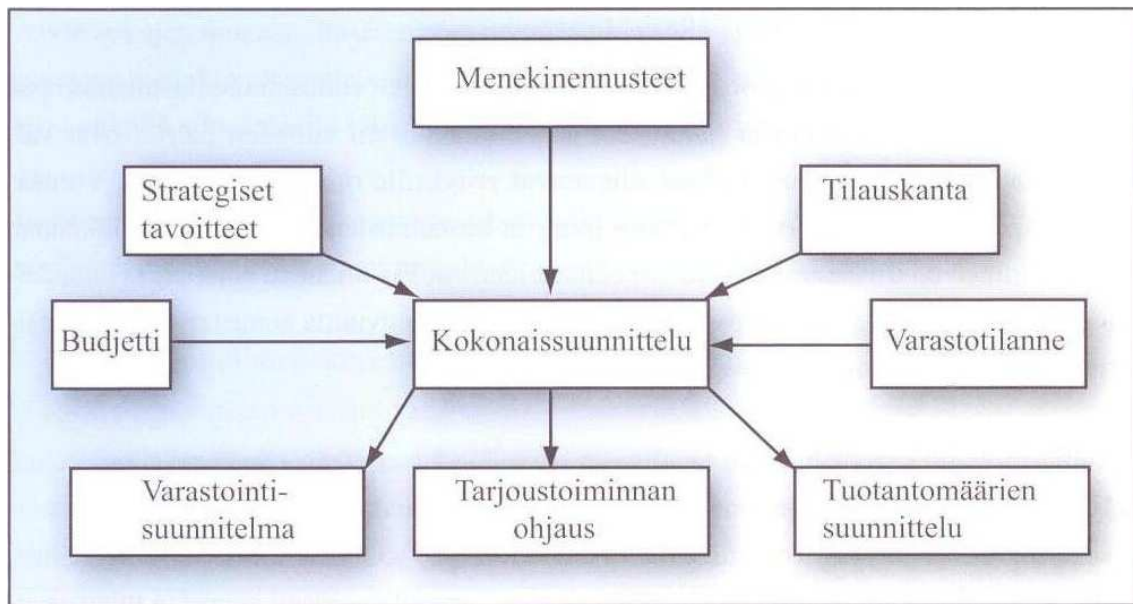 Menekinennusteet
Strategiset
tavoitteet
Tilauskanta
Budjetti
Kokonaissuunnittelu
Varastotilanne
Varastointi-
suunnitelma
Tarjoustoiminnan
ohjaus
Tuotantomäärien
suunnittelu